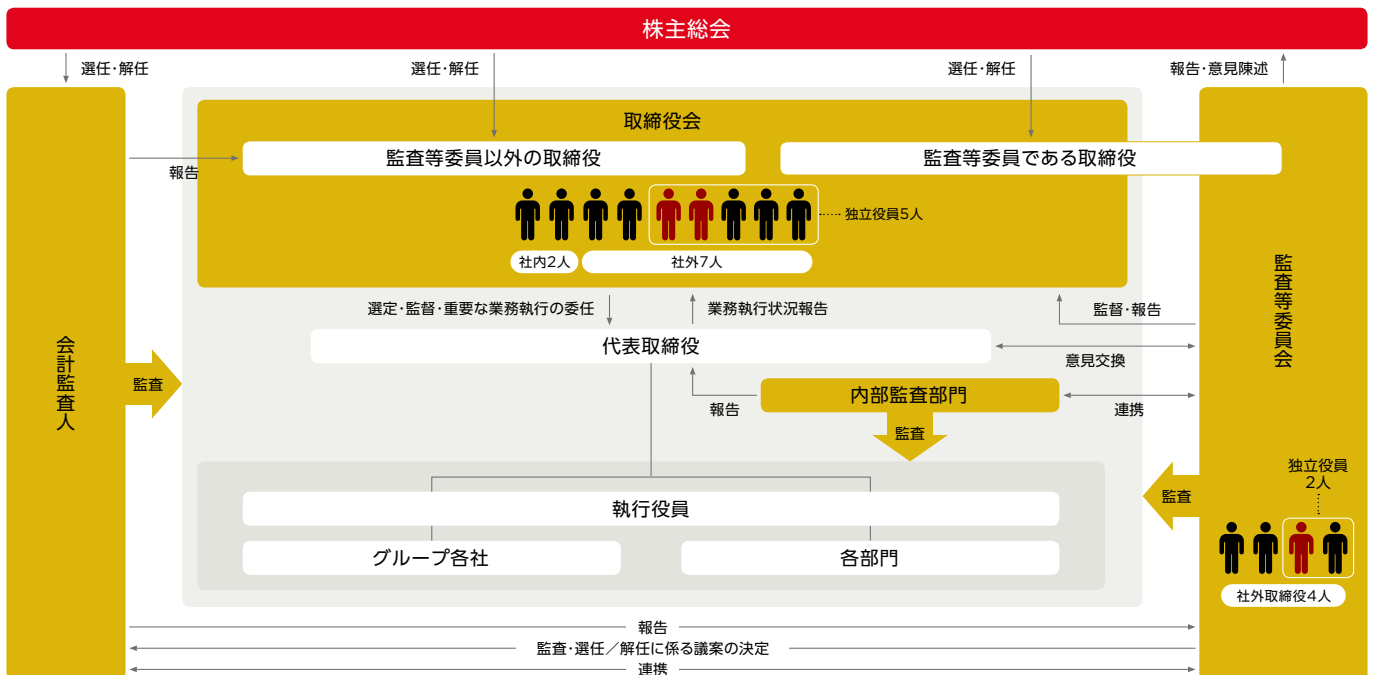 株主総会
選任・解任
選任・解任
選任・解任
報告・意見陳述
取締役会
監査等委員以外の取締役
監査等委員である取締役
報告
独立役員5人
社内2人
社外7人
選定・監督・重要な業務執行の委任
業務執行状況報告
監督・報告
代表取締役
意見交換
会計監査人
監査
監査等委員会
内部監査部門
報告
連携
監査
独立役員
2人
監査
執行役員
グループ各社
各部門
社外取締役4人
報告
監査・選任／解任に係る議案の決定
連携